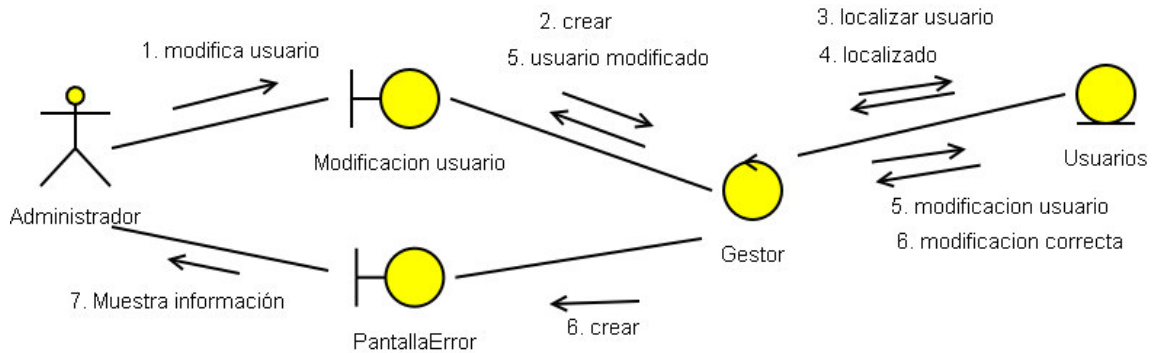 1. modifica usuario
2. crear
5. usuario modificado
3. localizar usuario
4. localizado
Administrador
Modificacion usuario
Gestor
Usuarios
5. modificacion usuario
6. modificacion correcta
7. Muestra información
PantallaError
6. crear